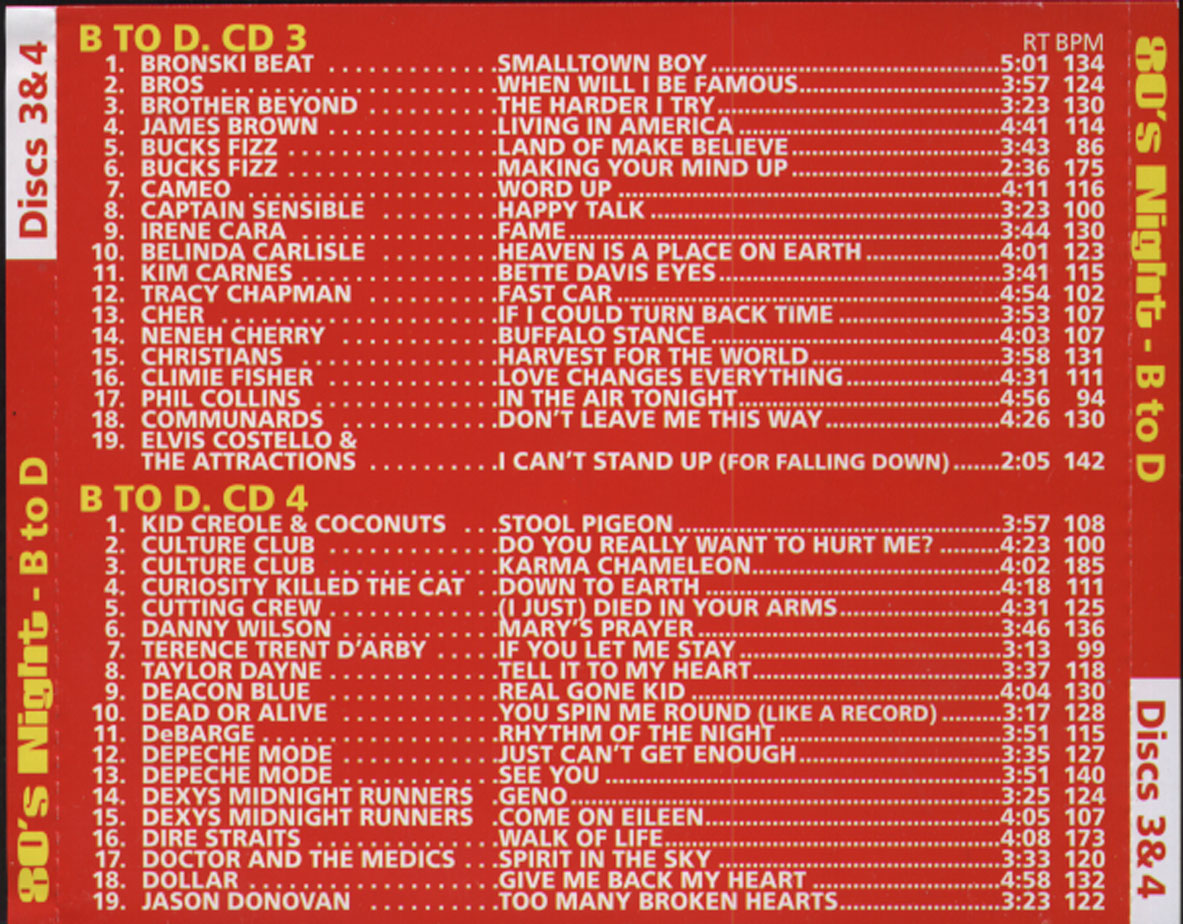 B TO D. CD 3
RT BPM
1. BRONSKI BEAT ..............SMALLTOWN BOY..............5:01 134
2. BROS ..............WHEN WILL I BE FAMOUS..............3:57 124
3. BROTHER BEYOND ..............THE HARDER I TRY..............3:23 130
4. JAMES BROWN ..............LIVING IN AMERICA..............4:41 114
5. BUCKS FIZZ ..............LAND OF MAKE BELIEVE..............3:43 86
6. BUCKS FIZZ ..............MAKING YOUR MIND UP..............2:36 175
7. CAMEO ..............WORD UP..............4:11 116
8. CAPTAIN SENSIBLE ..............HAPPY TALK..............3:23 100
9. IRENE CARA ..............FAME..............3:44 130
10. BELINDA CARLISLE ..............HEAVEN IS A PLACE ON EARTH..............4:01 123
11. KIM CARNES ..............BETTE DAVIS EYES..............3:41 115
12. TRACY CHAPMAN ..............FAST CAR..............4:54 102
13. CHER ..............IF I COULD TURN BACK TIME..............3:53 107
14. NENEH CHERRY ..............BUFFALO STANCE..............4:03 107
15. CHRISTIANS ..............HARVEST FOR THE WORLD..............3:58 131
16. CLIMIE FISHER ..............LOVE CHANGES EVERYTHING..............4:31 111
17. PHIL COLLINS ..............IN THE AIR TONIGHT..............4:56 94
18. COMMUNARDS ..............DON'T LEAVE ME THIS WAY..............4:26 130
19. ELVIS COSTELLO &
THE ATTRACTIONS ..............I CAN'T STAND UP (FOR FALLING DOWN).......2:05 142
B TO D. CD 4
1. KID CREOLE & COCONUTS ...STOOL PIGEON..............3:57 108
2. CULTURE CLUB ..............DO YOU REALLY WANT TO HURT ME?.........4:23 100
3. CULTURE CLUB ..............KARMA CHAMELEON..............4:02 185
4. CURIOSITY KILLED THE CAT ..DOWN TO EARTH..............4:18 111
5. CUTTING CREW ..............(I JUST) DIED IN YOUR ARMS..............4:31 125
6. DANNY WILSON ..............MARY'S PRAYER..............3:46 136
7. TERENCE TRENT D'ARBY .....IF YOU LET ME STAY..............3:13 99
8. TAYLOR DAYNE ..............TELL IT TO MY HEART..............3:37 118
9. DEACON BLUE ..............REAL GONE KID..............4:04 130
10. DEAD OR ALIVE ..............YOU SPIN ME ROUND (LIKE A RECORD).........3:17 128
11. DeBARGE ..............RHYTHM OF THE NIGHT..............3:51 115
12. DEPECHE MODE ..............JUST CAN'T GET ENOUGH..............3:35 127
13. DEPECHE MODE ..............SEE YOU..............3:51 140
14. DEXYS MIDNIGHT RUNNERS .GENO..............3:25 124
15. DEXYS MIDNIGHT RUNNERS .COME ON EILEEN..............4:05 107
16. DIRE STRAITS ..............WALK OF LIFE..............4:08 173
17. DOCTOR AND THE MEDICS ...SPIRIT IN THE SKY..............3:33 120
18. DOLLAR ..............GIVE ME BACK MY HEART..............4:58 132
19. JASON DONOVAN ..............TOO MANY BROKEN HEARTS..............3:23 122
80's Night - B to D
Discs 3&4
80's Night - B to D
Discs 3&4